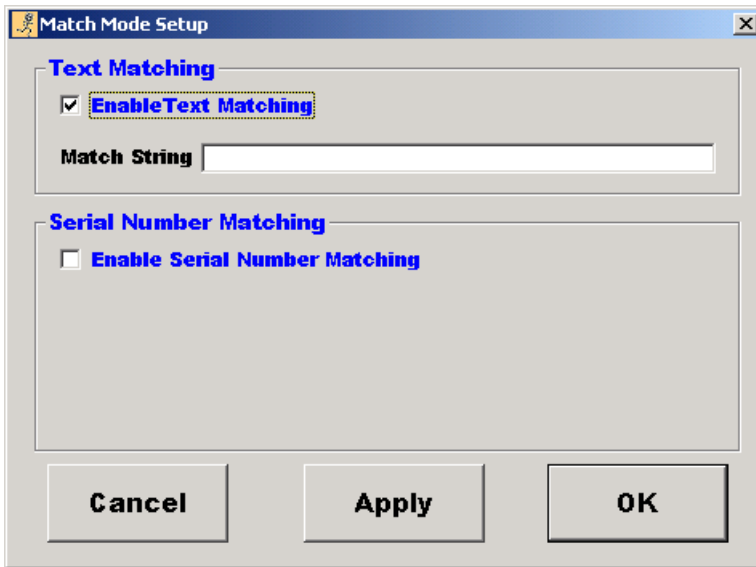 Match Mode Setup
Text Matching
EnableText Matching
Match String
Serial Number Matching
Enable Serial Number Matching
Cancel Apply OK